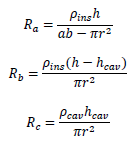 R_a = ρ_ins h / (ab − πr²)
R_b = ρ_ins (h − h_cav) / πr²
R_c = ρ_cav h_cav / πr²